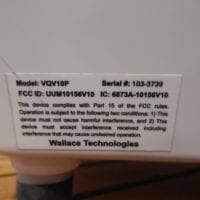 Model: VQV10P Serial #: 103-3739
FCC ID: UUM10156V10 IC: 6873A-10156V10
This device complies with Part 15 of the FCC rules.
Operation is subject to the following two conditions: 1) This
device must not cause harmful interference, and 2) This
device must accept interference received including
interference that may cause undesired operation.
Wallace Technologies